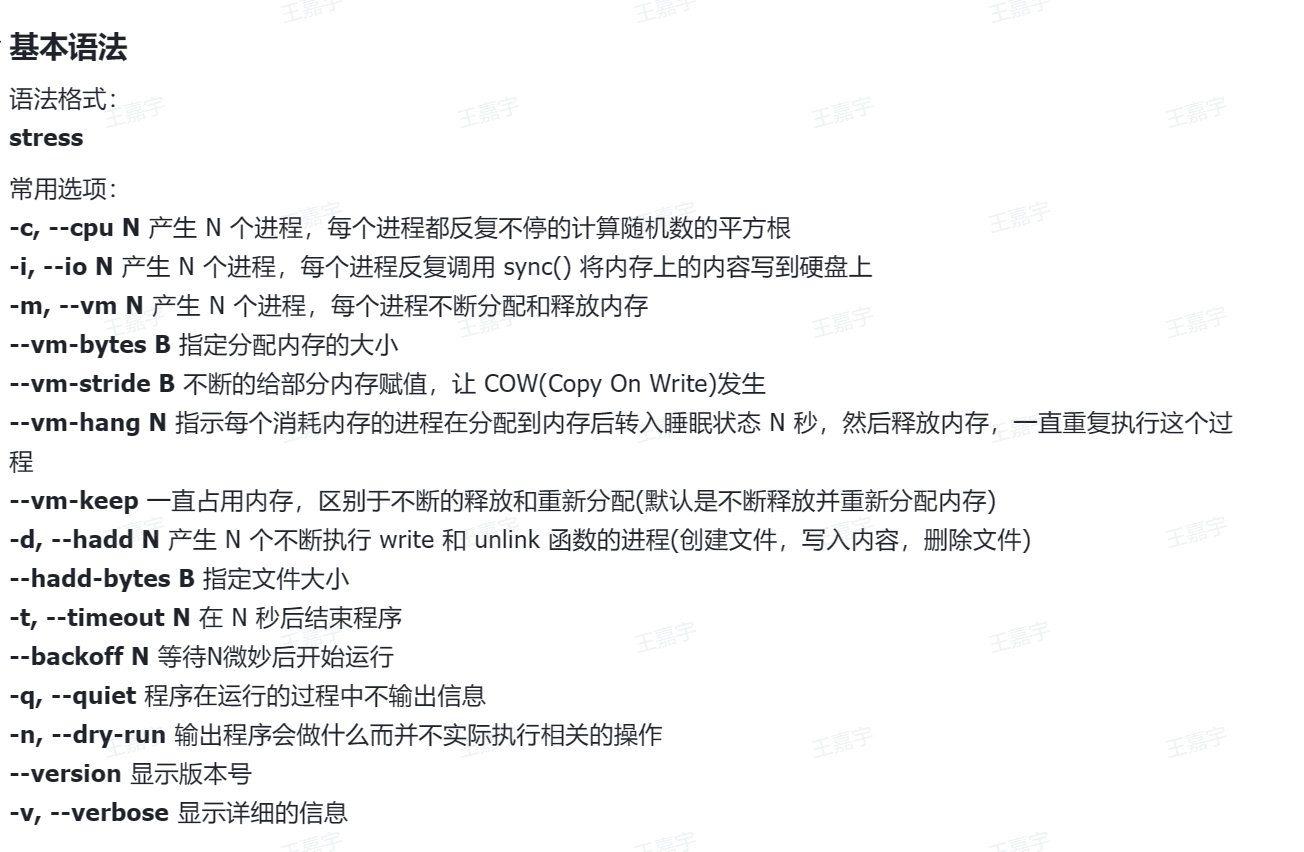 基本语法
语法格式：
stress
常用选项：
-c, --cpu N 产生 N 个进程，每个进程都反复不停的计算随机数的平方根
-i, --io N 产生 N 个进程，每个进程反复调用 sync() 将内存上的内容写到硬盘上
-m, --vm N 产生 N 个进程，每个进程不断分配和释放内存
--vm-bytes B 指定分配内存的大小
--vm-stride B 不断的给部分内存赋值，让 COW(Copy On Write)发生
--vm-hang N 指示每个消耗内存的进程在分配到内存后转入睡眠状态 N 秒，然后释放内存，一直重复执行这个过
程
--vm-keep 一直占用内存，区别于不断的释放和重新分配(默认是不断释放并重新分配内存)
-d, --hadd N 产生 N 个不断执行 write 和 unlink 函数的进程(创建文件，写入内容，删除文件)
--hadd-bytes B 指定文件大小
-t, --timeout N 在 N 秒后结束程序
--backoff N 等待N微妙后开始运行
-q, --quiet 程序在运行的过程中不输出信息
-n, --dry-run 输出程序会做什么而并不实际执行相关的操作
--version 显示版本号
-v, --verbose 显示详细的信息
王嘉宇